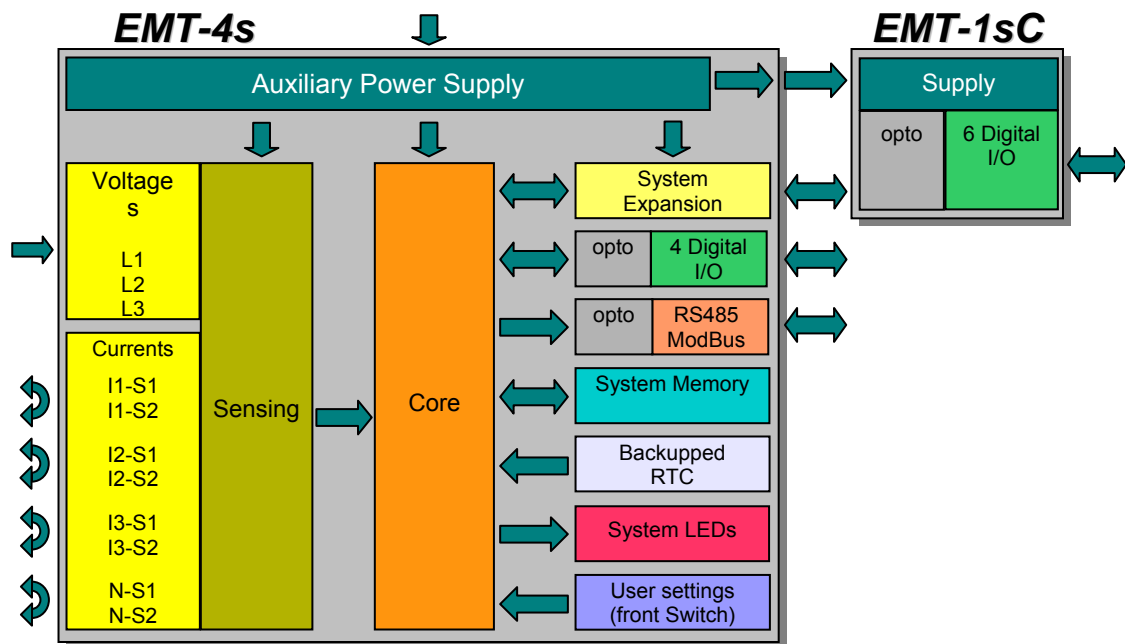 EMT-4s
EMT-1sC
Auxiliary Power Supply
Supply
opto
6 Digital
I/O
Voltage
s
L1
L2
L3
Currents
I1-S1
I1-S2
I2-S1
I2-S2
I3-S1
I3-S2
N-S1
N-S2
Sensing
Core
System
Expansion
opto
4 Digital
I/O
opto
RS485
ModBus
System Memory
Backupped
RTC
System LEDs
User settings
(front Switch)